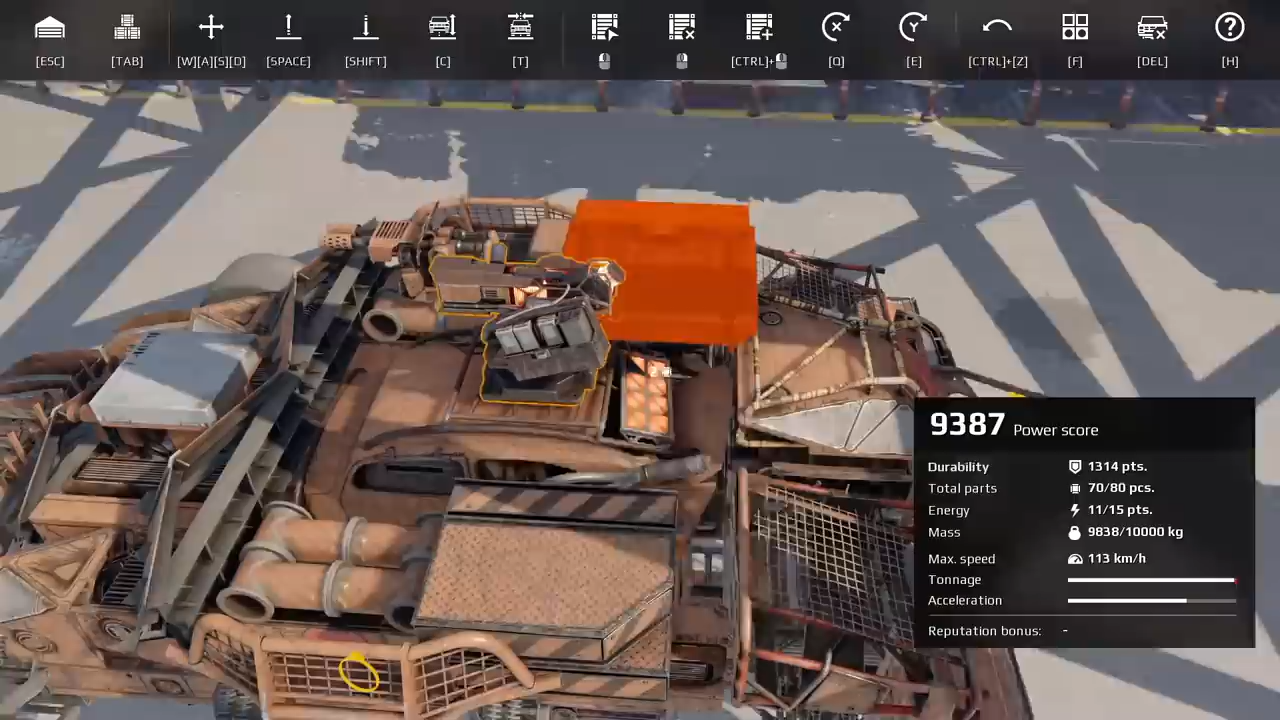 [ESC] [TAB] [W][A][S][D] [SPACE] [SHIFT] [C] [T] [CTRL]+ [Q] [E] [CTRL]+[Z] [F] [DEL] [H]
9387 Power score
Durability 1314 pts.
Total parts 70/80 pcs.
Energy 11/15 pts.
Mass 9838/10000 kg
Max. speed 113 km/h
Tonnage
Acceleration
Reputation bonus: -